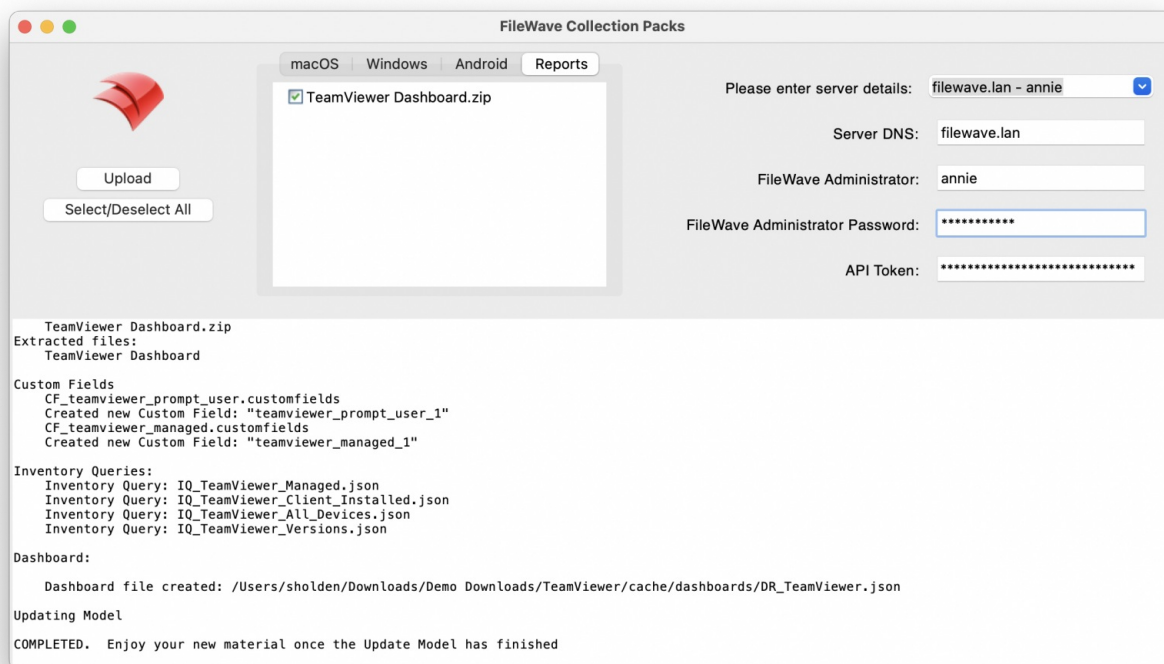 FileWave Collection Packs
macOS
Windows
Android
Reports
TeamViewer Dashboard.zip
Upload
Select/Deselect All
Please enter server details:
filewave.lan - annie
Server DNS:
filewave.lan
FileWave Administrator:
annie
FileWave Administrator Password:
***********
API Token:
*****************************
TeamViewer Dashboard.zip
Extracted files:
TeamViewer Dashboard
Custom Fields
CF_teamviewer_prompt_user.customfields
Created new Custom Field: "teamviewer_prompt_user_1"
CF_teamviewer_managed.customfields
Created new Custom Field: "teamviewer_managed_1"
Inventory Queries:
Inventory Query: IQ_TeamViewer_Managed.json
Inventory Query: IQ_TeamViewer_Client_Installed.json
Inventory Query: IQ_TeamViewer_All_Devices.json
Inventory Query: IQ_TeamViewer_Versions.json
Dashboard:
Dashboard file created: /Users/sholden/Downloads/Demo Downloads/TeamViewer/cache/dashboards/DR_TeamViewer.json
Updating Model
COMPLETED.  Enjoy your new material once the Update Model has finished